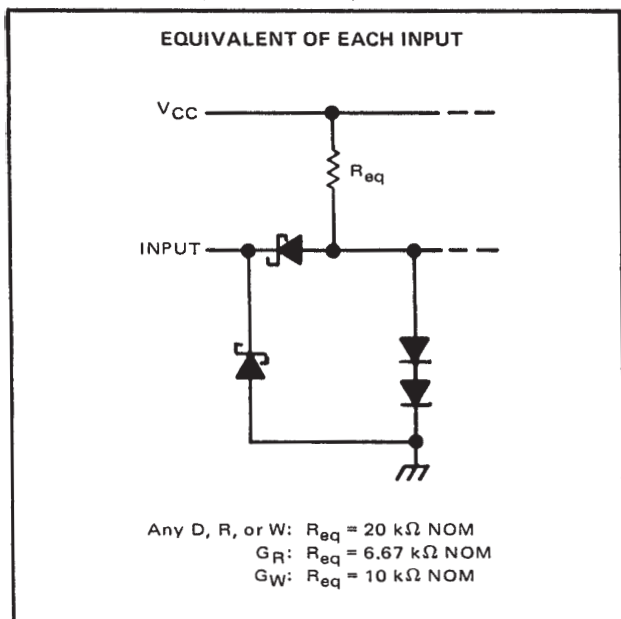 EQUIVALENT OF EACH INPUT
VCC
Req
INPUT
Any D, R, or W: Req = 20 kΩ NOM
GR: Req = 6.67 kΩ NOM
GW: Req = 10 kΩ NOM